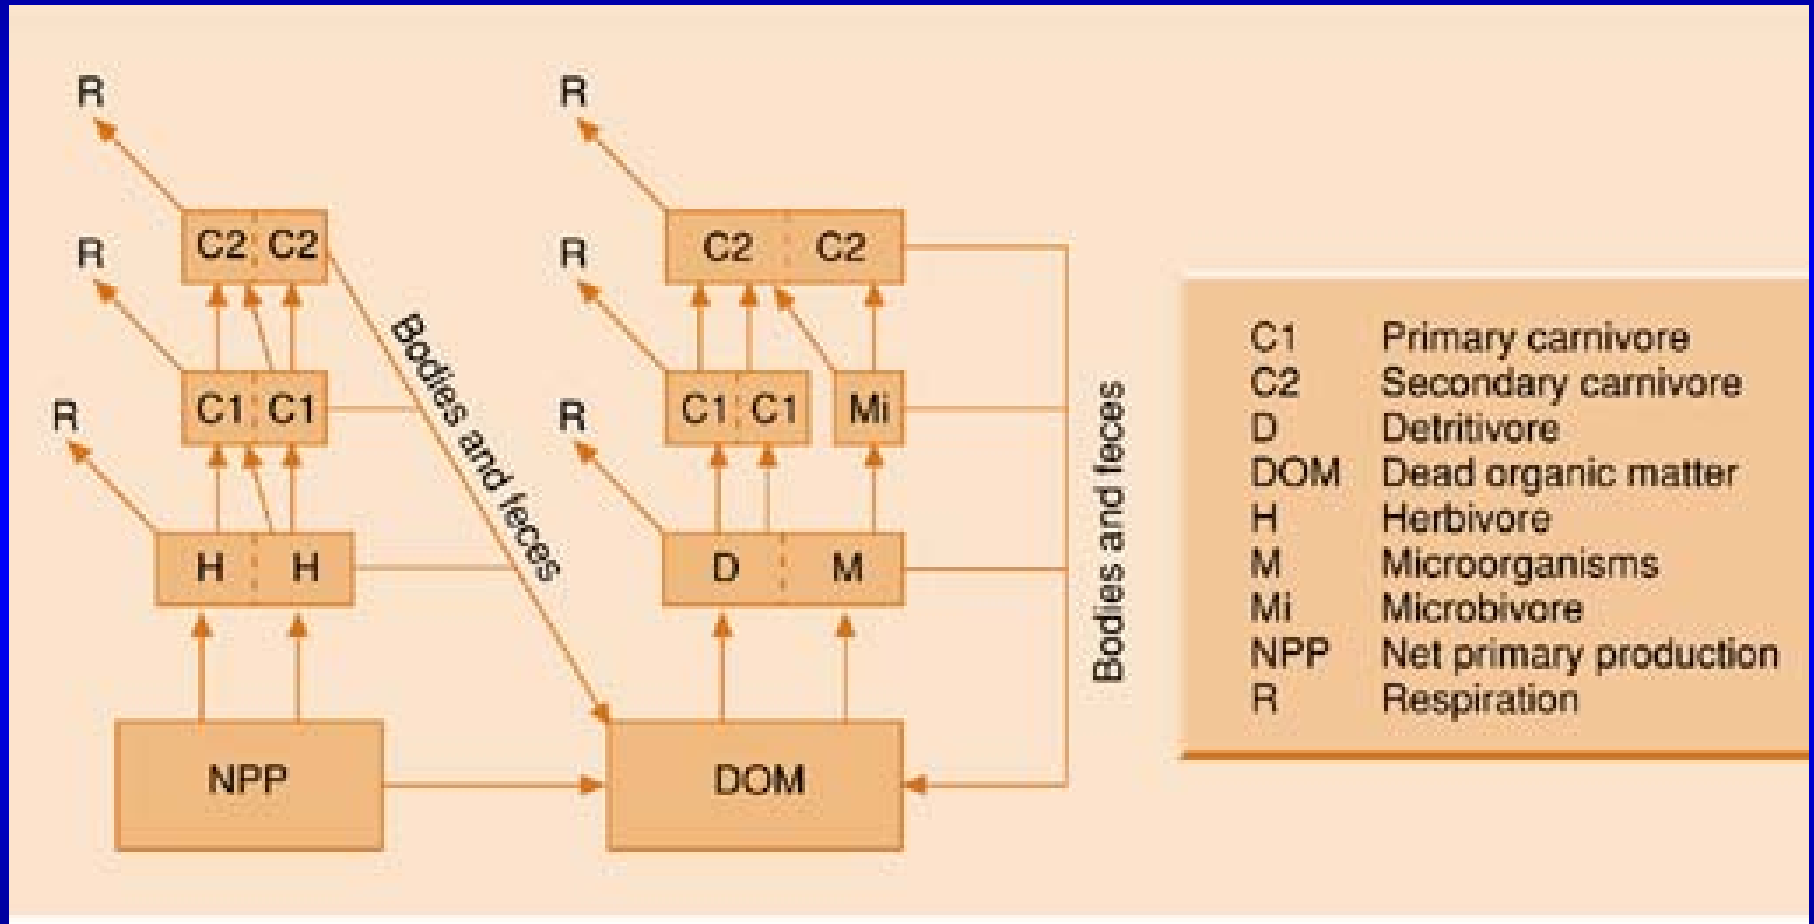 R
R
C2 C2
C2 C2
R
R
C1 C1
C1 C1 Mi
R
R
H H
D M
Bodies and feces
Bodies and feces
NPP
DOM
C1 Primary carnivore
C2 Secondary carnivore
D Detritivore
DOM Dead organic matter
H Herbivore
M Microorganisms
Mi Microbivore
NPP Net primary production
R Respiration